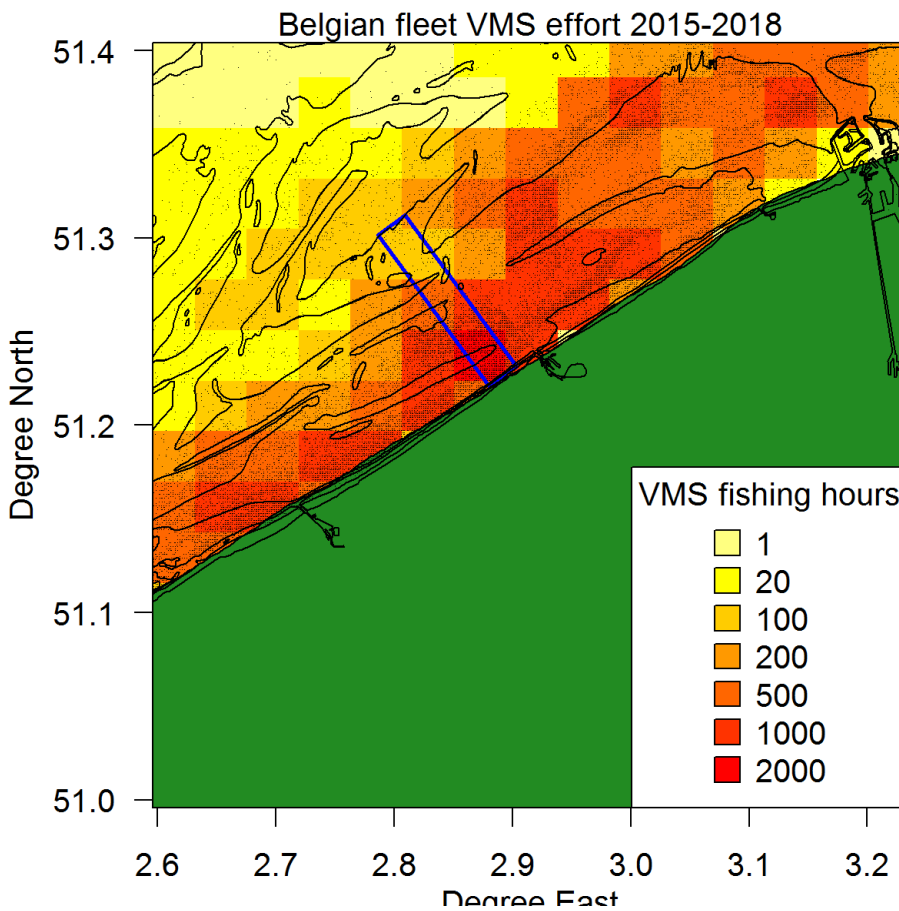 Belgian fleet VMS effort 2015-2018
51.4
51.3
51.2
51.1
51.0
Degree North
VMS fishing hours
1
20
100
200
500
1000
2000
2.6 2.7 2.8 2.9 3.0 3.1 3.2
Degree East